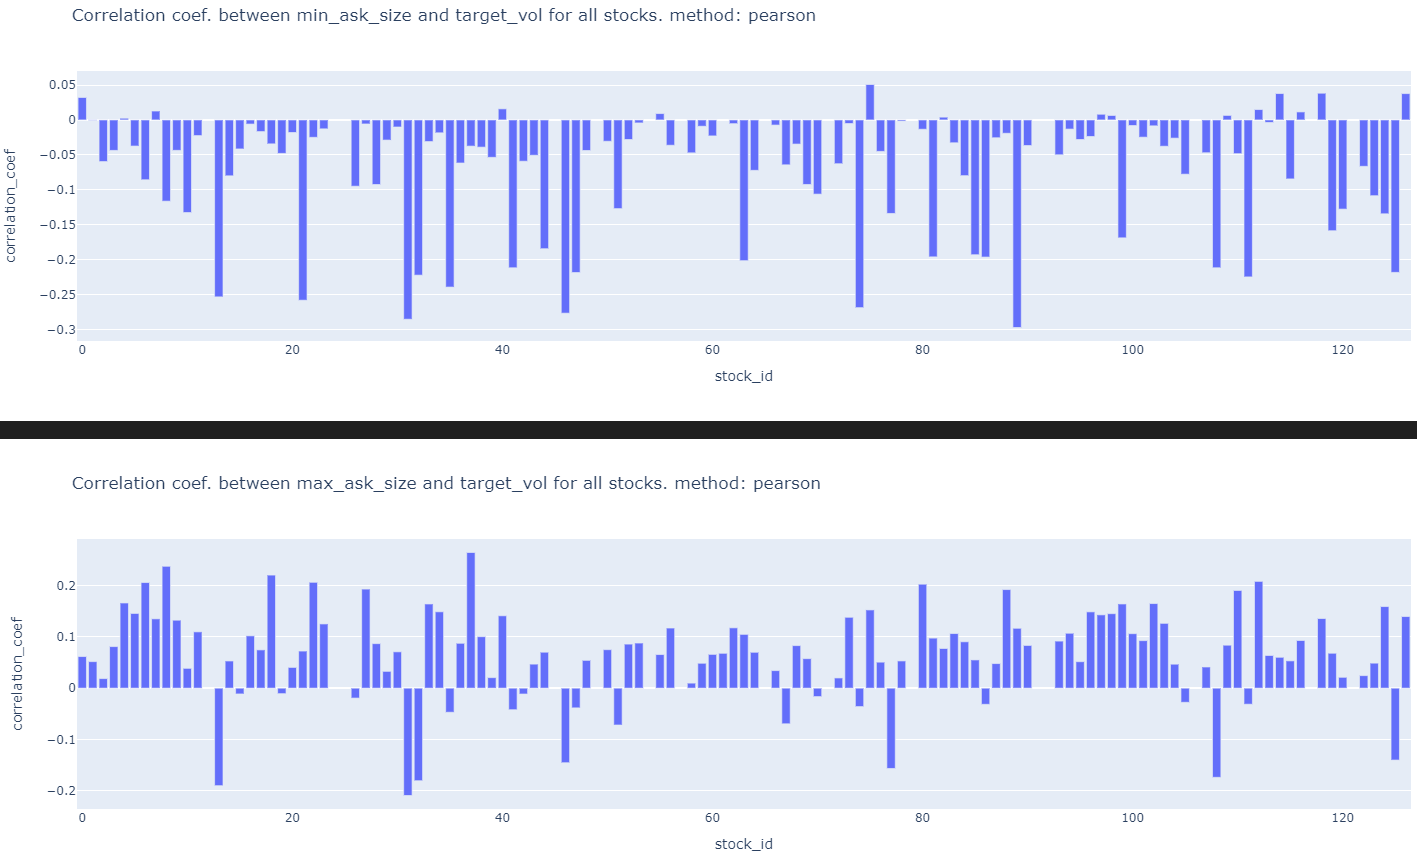 Correlation coef. between min_ask_size and target_vol for all stocks. method: pearson
0.05
0
−0.05
−0.1
−0.15
−0.2
−0.25
−0.3
correlation_coef
0 20 40 60 80 100 120
stock_id
Correlation coef. between max_ask_size and target_vol for all stocks. method: pearson
0.2
0.1
0
−0.1
−0.2
correlation_coef
0 20 40 60 80 100 120
stock_id